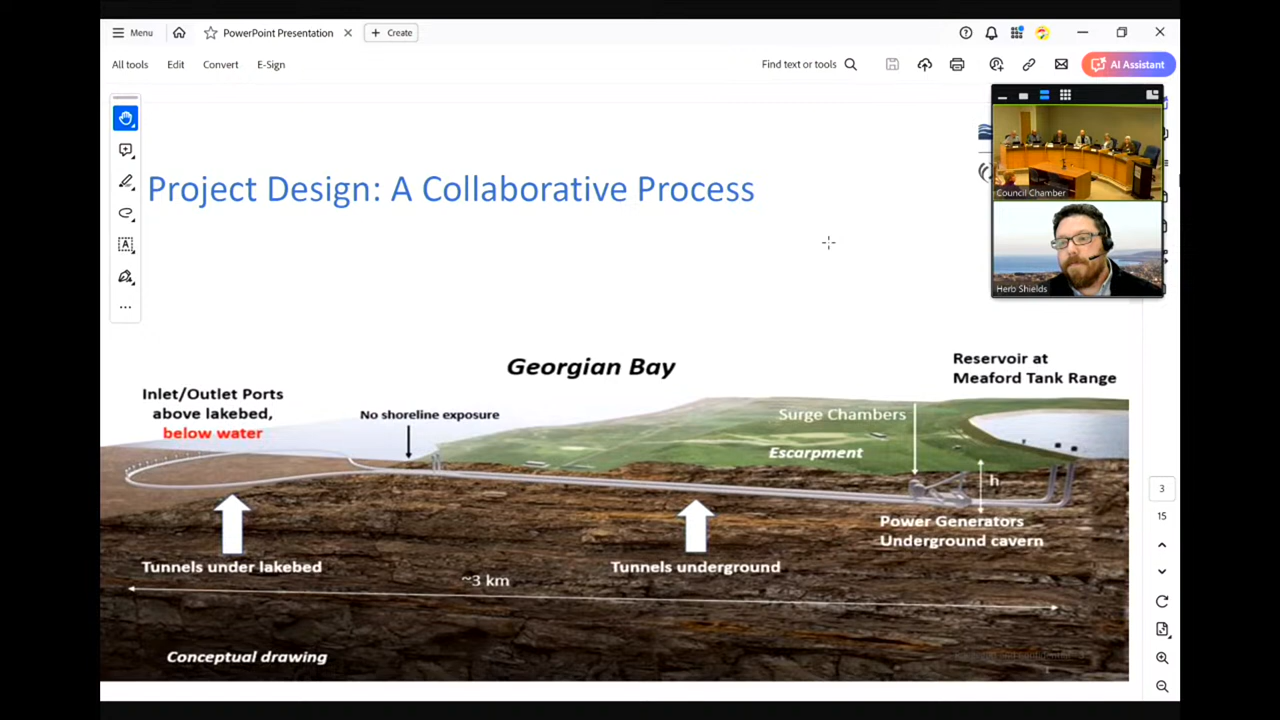 Menu
PowerPoint Presentation
Create
All tools
Edit
Convert
E-Sign
Find text or tools
AI Assistant
Council Chamber
Herb Shields
Project Design: A Collaborative Process
Georgian Bay
Reservoir at
Meaford Tank Range
Inlet/Outlet Ports
above lakebed,
below water
No shoreline exposure
Surge Chambers
Escarpment
h
Power Generators
Underground cavern
Tunnels under lakebed
Tunnels underground
~3 km
Conceptual drawing
3
15